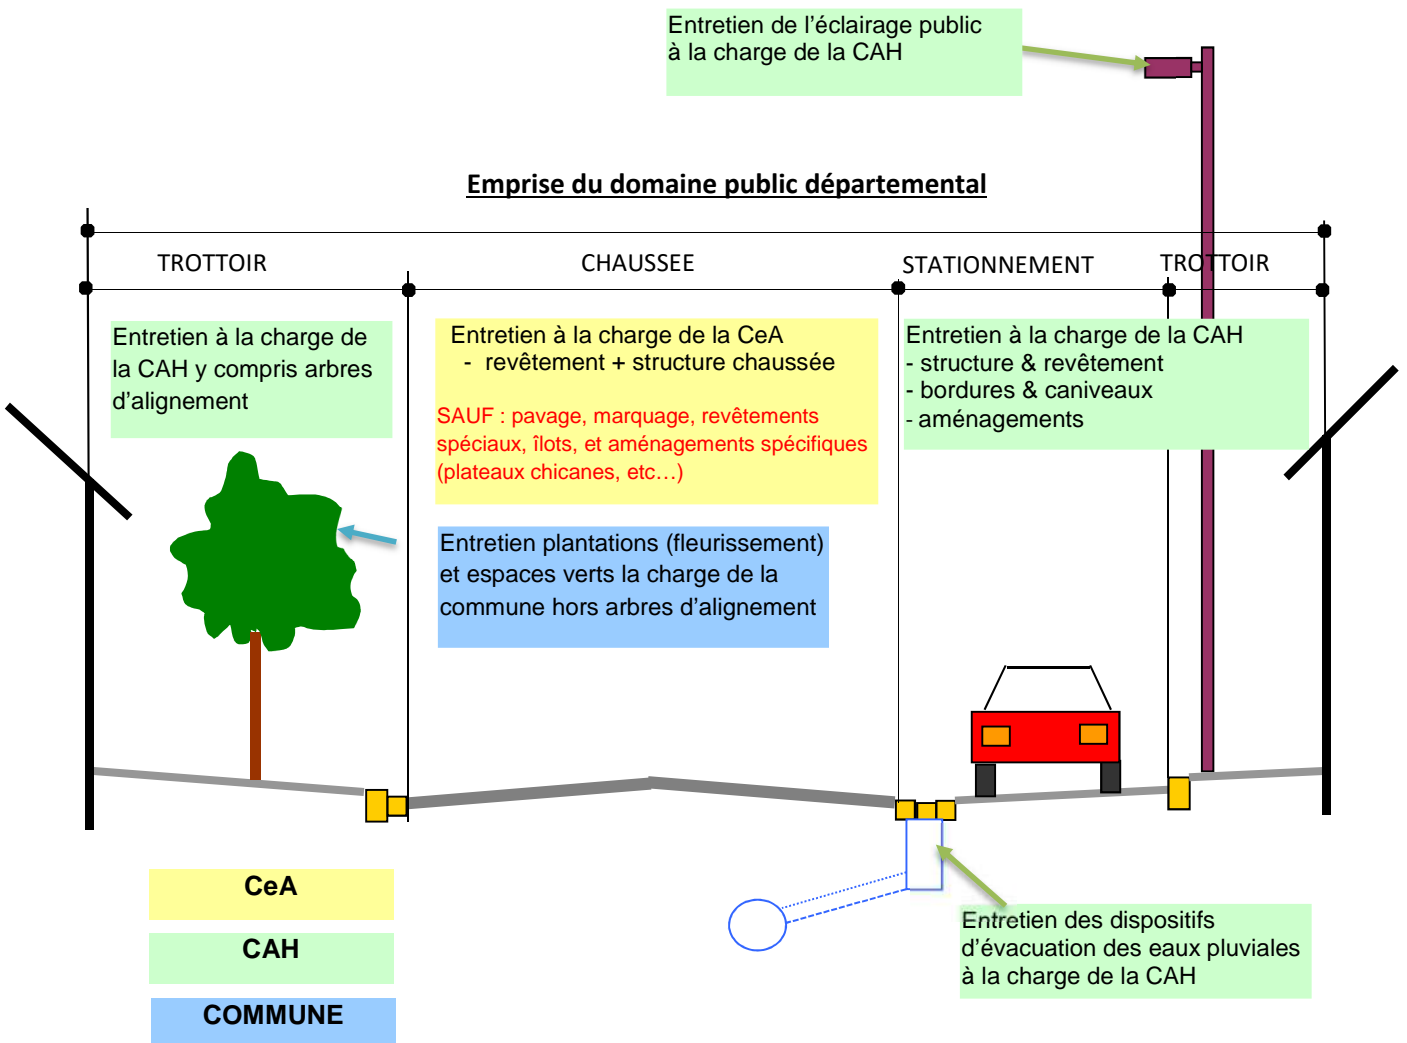 Entretien de l'éclairage public
à la charge de la CAH
Emprise du domaine public départemental
TROTTOIR
CHAUSSEE
STATIONNEMENT
TROTTOIR
Entretien à la charge de
la CAH y compris arbres
d'alignement
Entretien à la charge de la CeA
- revêtement + structure chaussée
SAUF : pavage, marquage, revêtements
spéciaux, îlots, et aménagements spécifiques
(plateaux chicanes, etc…)
Entretien à la charge de la CAH
- structure & revêtement
- bordures & caniveaux
- aménagements
Entretien plantations (fleurissement)
et espaces verts la charge de la
commune hors arbres d'alignement
CeA
CAH
COMMUNE
Entretien des dispositifs
d'évacuation des eaux pluviales
à la charge de la CAH